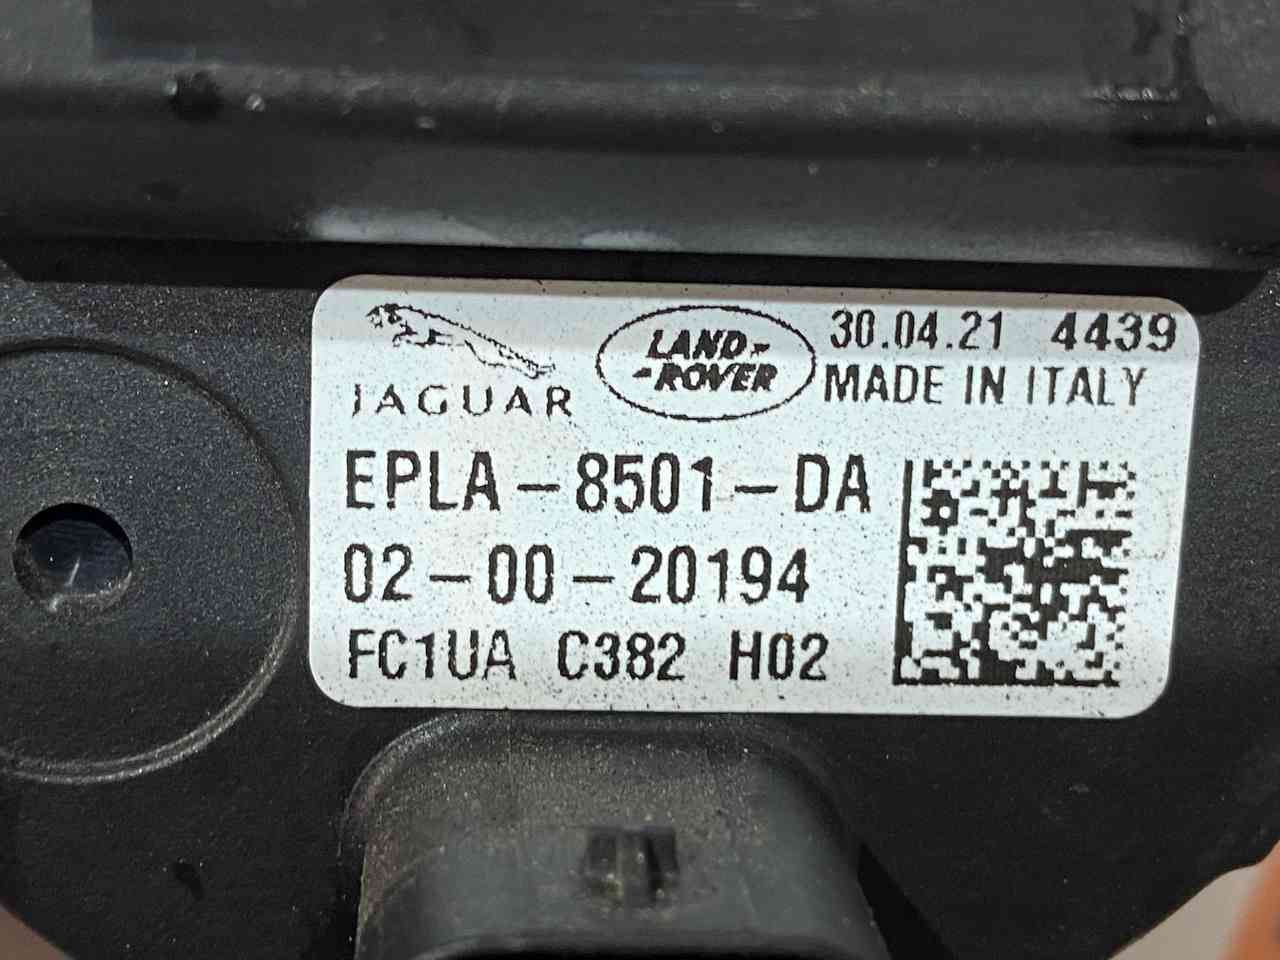 JAGUAR
LAND-
-ROVER
30.04.21 4439
MADE IN ITALY
EPLA-8501-DA
02-00-20194
FC1UA C382 H02